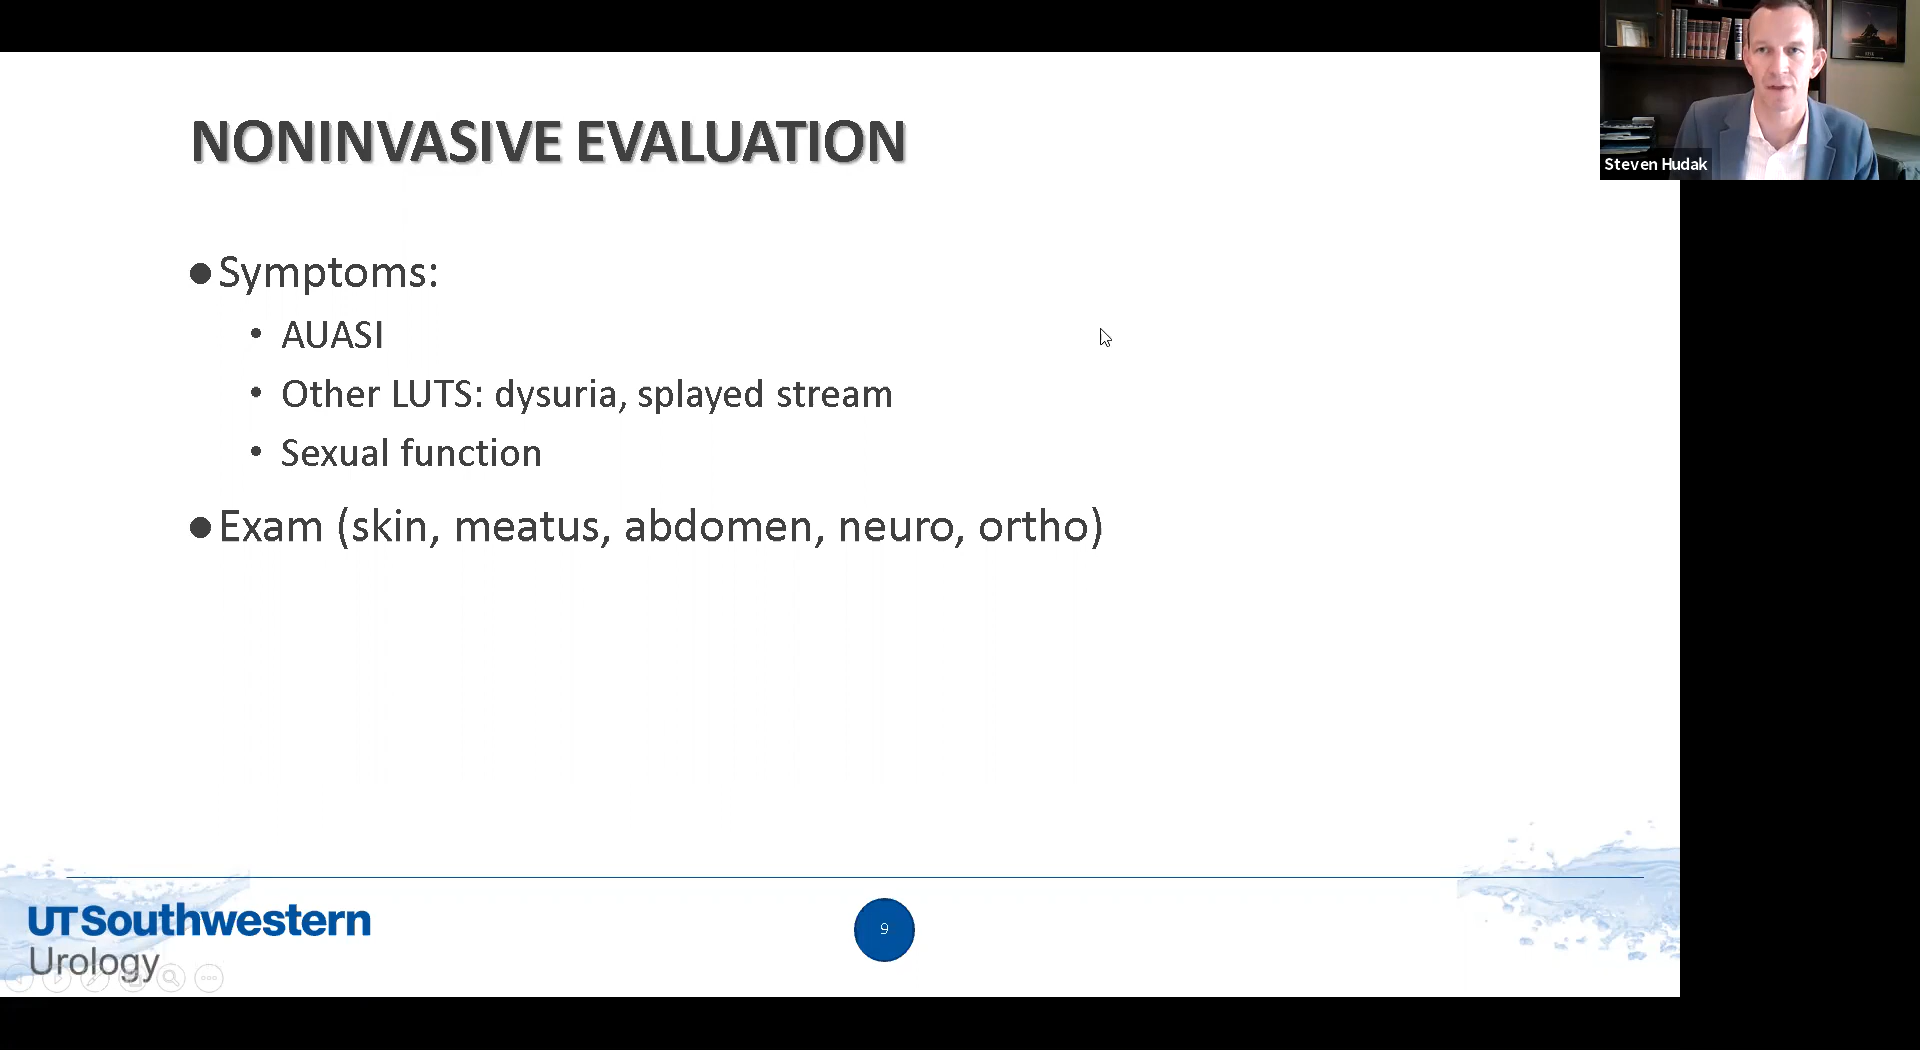 NONINVASIVE EVALUATION
Steven Hudak
●Symptoms:
• AUASI
• Other LUTS: dysuria, splayed stream
• Sexual function
●Exam (skin, meatus, abdomen, neuro, ortho)
UTSouthwestern
Urology
9